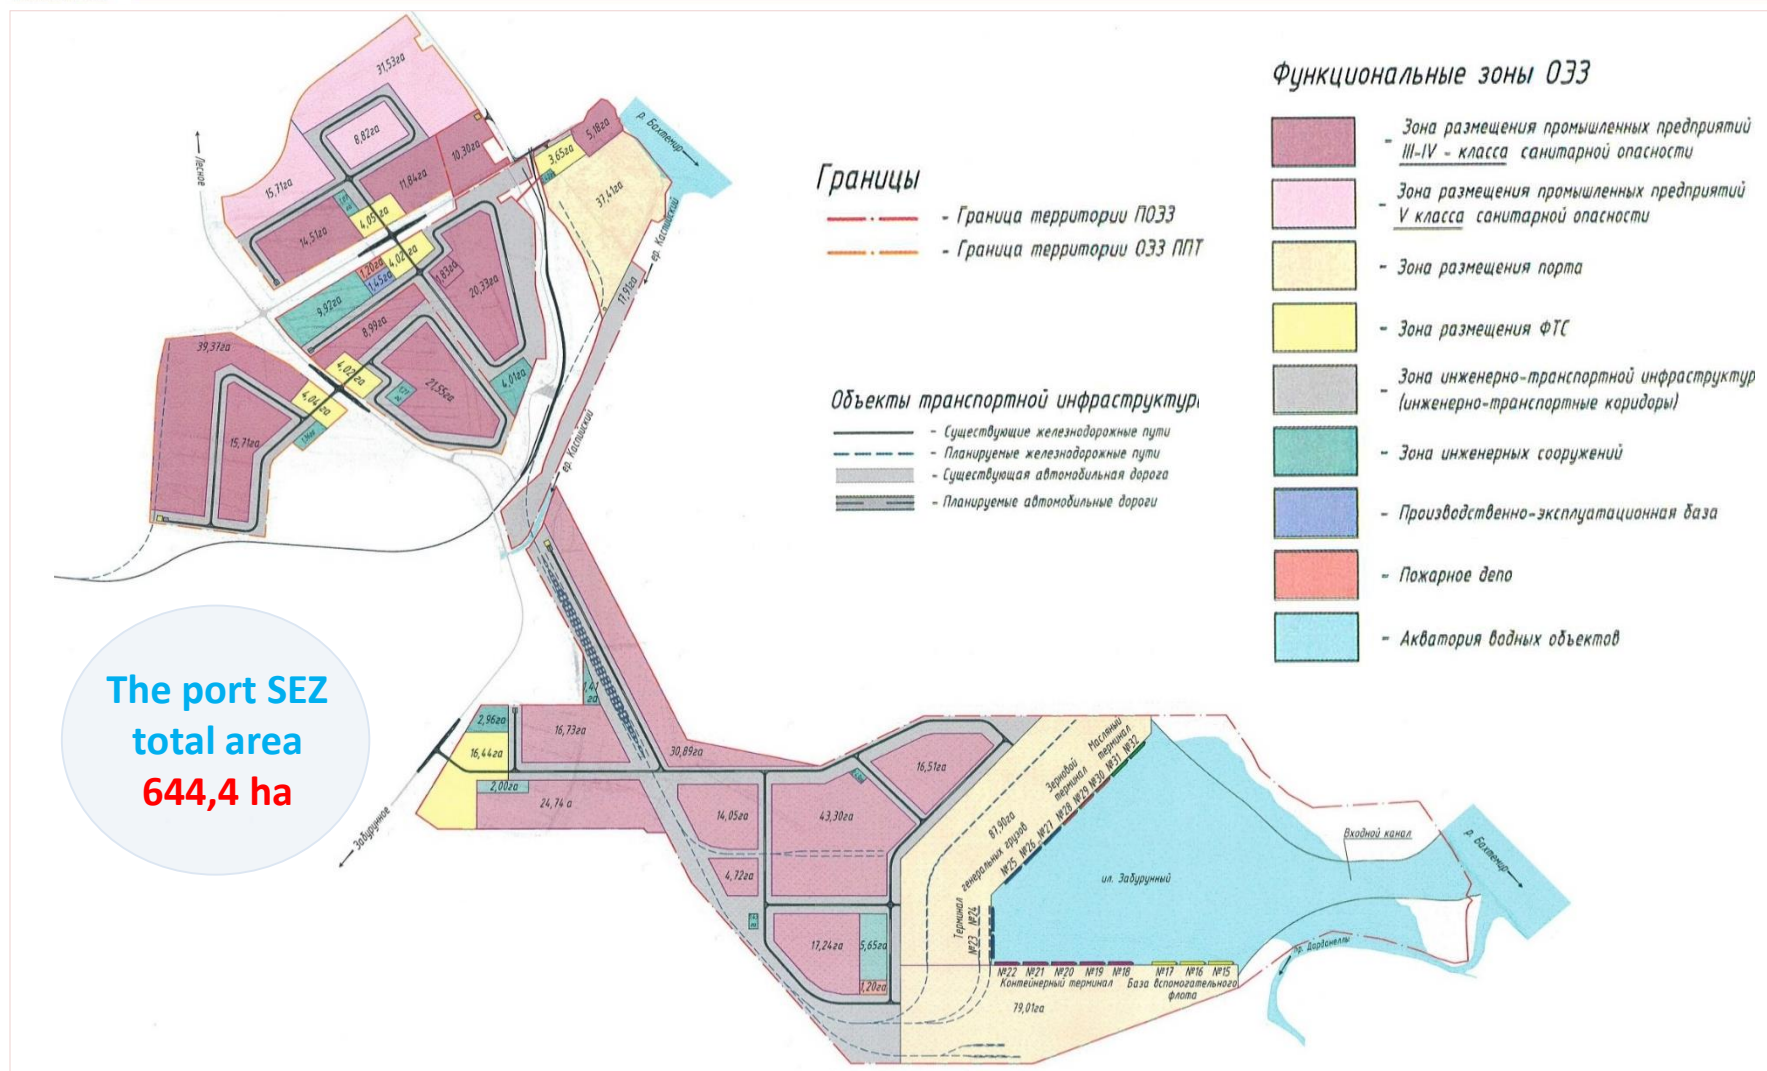 31,53га
8,82га
10,30га
15,71га
11,84га
14,51га
4,05га
4,02га
1,20га
1,45га
1,83га
9,92га
20,33га
8,99га
39,37га
4,02га
4,04га
21,55га
4,01га
15,71га
3,65га
5,18га
37,41га
17,91га
← Лесное
р. Бахтемир
ер. Каспийский
ер. Каспийский
Границы
- Граница территории ПОЭЗ
- Граница территории ОЭЗ ППТ
Объекты транспортной инфраструктуры
- Существующие железнодорожные пути
- Планируемые железнодорожные пути
- Существующая автомобильная дорога
- Планируемые автомобильные дороги
Функциональные зоны ОЭЗ
- Зона размещения промышленных предприятий
III-IV - класса санитарной опасности
- Зона размещения промышленных предприятий
V класса санитарной опасности
- Зона размещения порта
- Зона размещения ФТС
- Зона инженерно-транспортной инфраструктур
(инженерно-транспортные коридоры)
- Зона инженерных сооружений
- Производственно-эксплуатационная база
- Пожарное депо
- Акватория водных объектов
The port SEZ
total area
644,4 ha
2,96га
16,44га
16,73га
30,89га
2,00га
24,74 а
Забурунное
14,05га
43,30га
16,51га
4,72га
17,24га
5,65га
1,20га
87,90га
79,01га
Масляный
терминал
Зерновой
терминал
Терминал
генеральных грузов
№23 №24
№25 №26 №27 №28 №29 №30 №31 №32
№22 №21 №20 №19 №18 №17 №16 №15
Контейнерный терминал
База вспомогательного
флота
ил. Забурунный
Входной канал
р. Бахтемир
пр. Дарданеллы